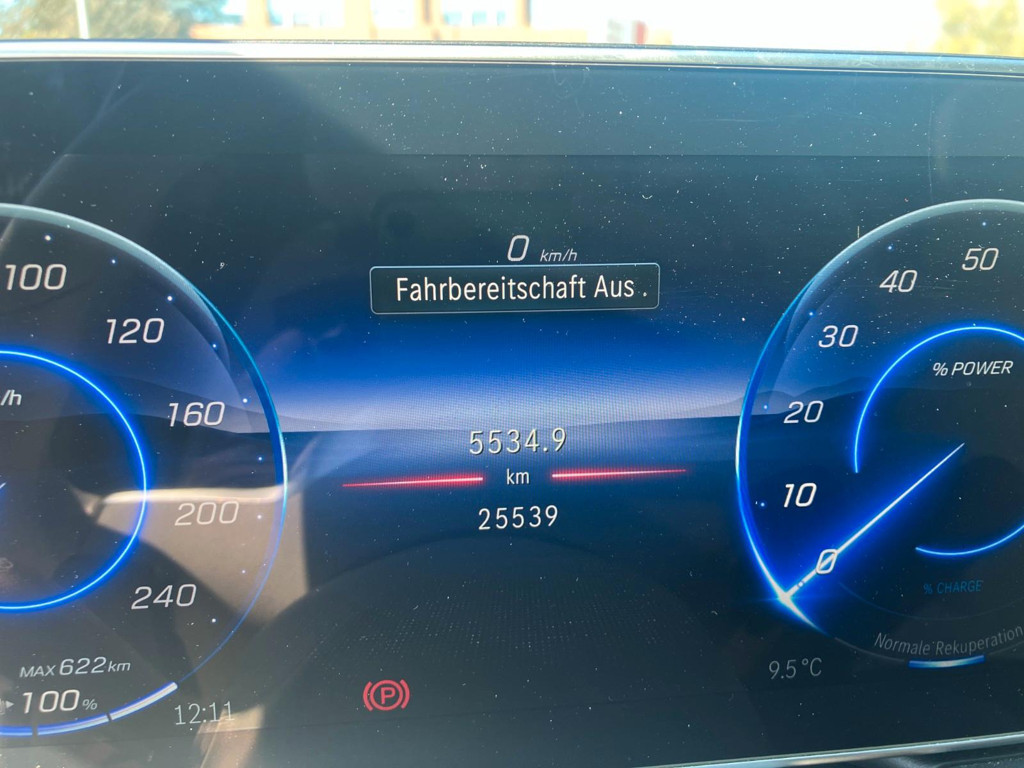 0 km/h
Fahrbereitschaft Aus .
100
120
160
200
240
/h
MAX 622 km
100 %
12:11
5534.9
km
25539
P
50
40
30
20
10
0
% POWER
% CHARGE
Normale Rekuperation
9.5 °C